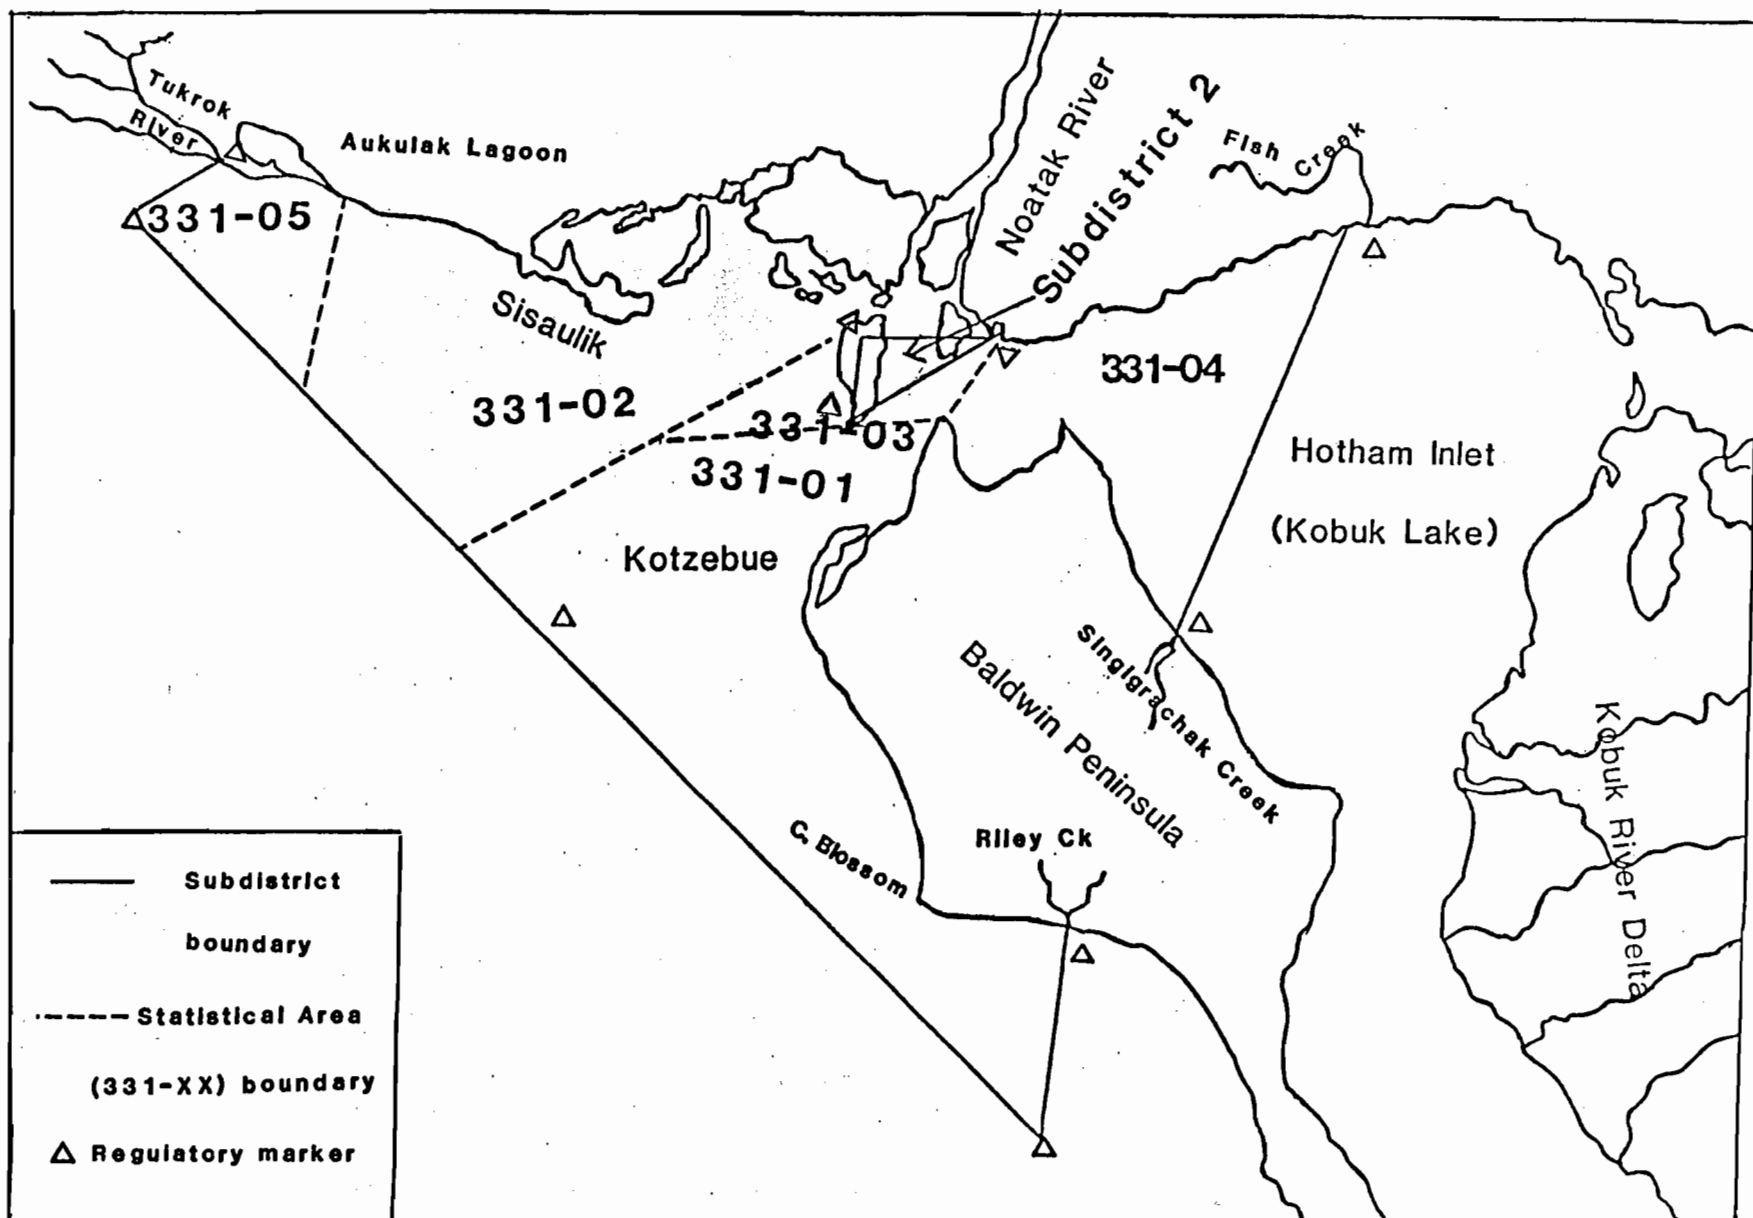 Tukrok
River
Aukulak Lagoon
Noatak River
Subdistrict 2
Fish Creek
331-05
Sisaulik
331-02
331-04
331-03
331-01
Hotham Inlet
(Kobuk Lake)
Kotzebue
Singigrachak Creek
Baldwin Peninsula
Kobuk River Delta
C. Blossom
Riley Ck
Subdistrict
boundary
Statistical Area
(331-XX) boundary
Regulatory marker